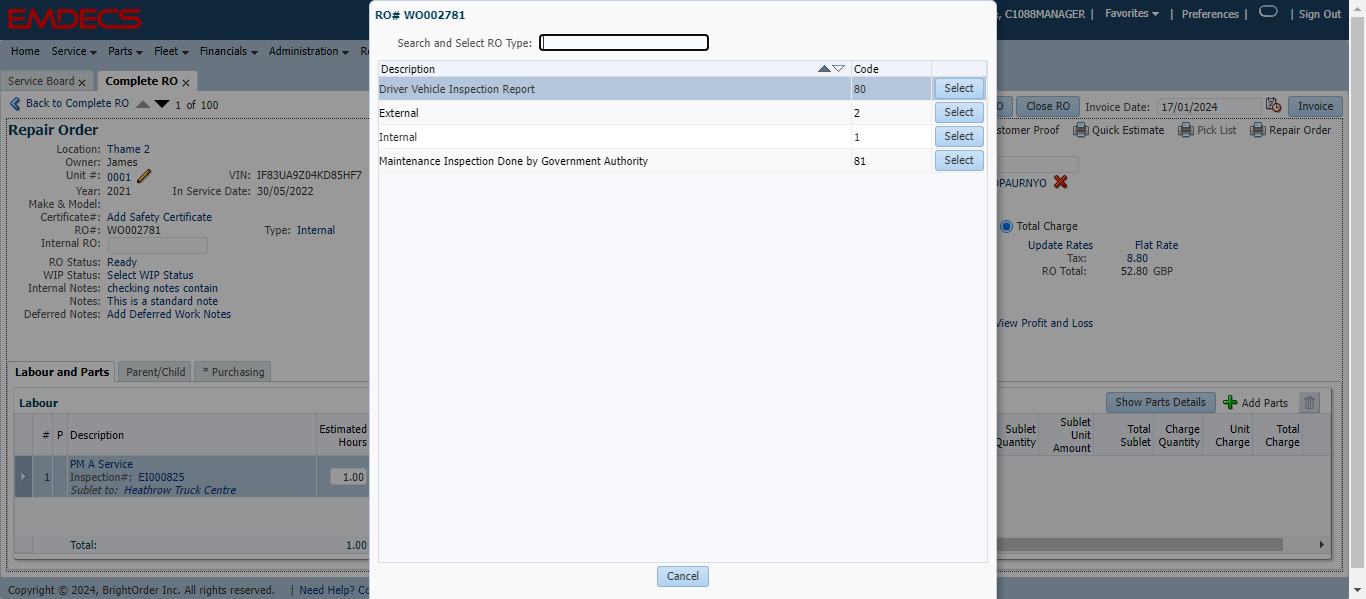 EMDECS
, C1088MANAGER | Favorites | Preferences | | Sign Out
Home Service Parts Fleet Financials Administration
Service Board x Complete RO x
Back to Complete RO 1 of 100
Close RO Invoice Date: 17/01/2024 Invoice
Repair Order
Proof Quick Estimate Pick List Repair Order
Location: Thame 2
Owner: James
Unit #: 0001 VIN: IF83UA9Z04KD85HF7
Year: 2021 In Service Date: 30/05/2022
Make & Model:
Certificate#: Add Safety Certificate
RO#: WO002781 Type: Internal
Internal RO:
RO Status: Ready
WIP Status: Select WIP Status
Internal Notes: checking notes contain
Notes: This is a standard note
Deferred Notes: Add Deferred Work Notes
OPAURNYO
Total Charge
Update Rates Flat Rate
Tax: 8.80
RO Total: 52.80 GBP
View Profit and Loss
RO# WO002781
Search and Select RO Type:
Description Code
Driver Vehicle Inspection Report 80 Select
External 2 Select
Internal 1 Select
Maintenance Inspection Done by Government Authority 81 Select
Cancel
Labour and Parts Parent/Child * Purchasing
Labour
Show Parts Details Add Parts
# P Description Estimated Hours
Sublet Quantity Sublet Unit Amount Total Sublet Charge Quantity Unit Charge Total Charge
1 PM A Service 1.00
Inspection#: EI000825
Sublet to: Heathrow Truck Centre
Total: 1.00
Copyright © 2024, BrightOrder Inc. All rights reserved. | Need Help?